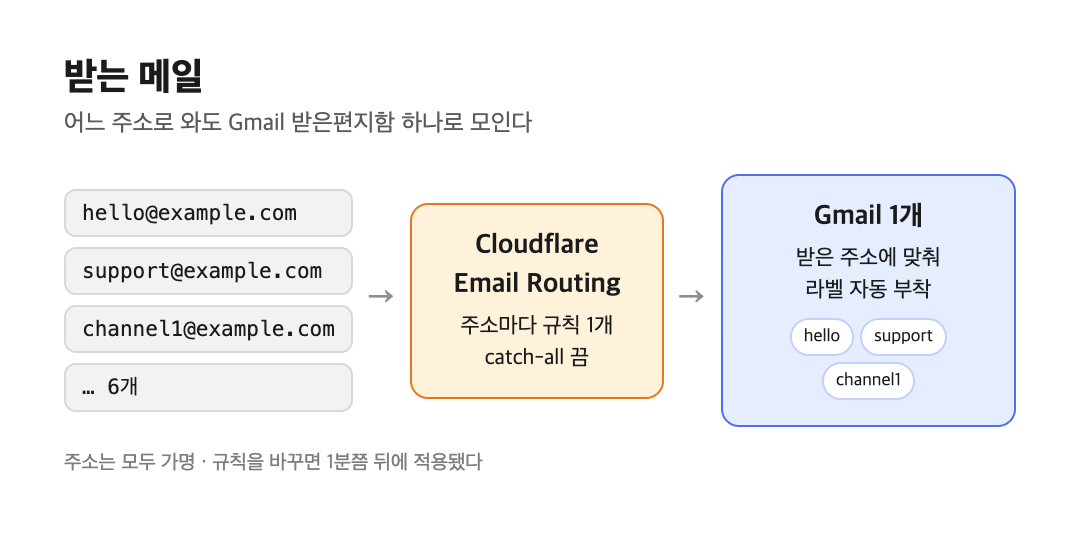 받는 메일
어느 주소로 와도 Gmail 받은편지함 하나로 모인다
hello@example.com
support@example.com
channel1@example.com
… 6개
→
Cloudflare
Email Routing
주소마다 규칙 1개
catch-all 끔
→
Gmail 1개
받은 주소에 맞춰
라벨 자동 부착
hello
support
channel1
주소는 모두 가명 · 규칙을 바꾸면 1분쯤 뒤에 적용됐다